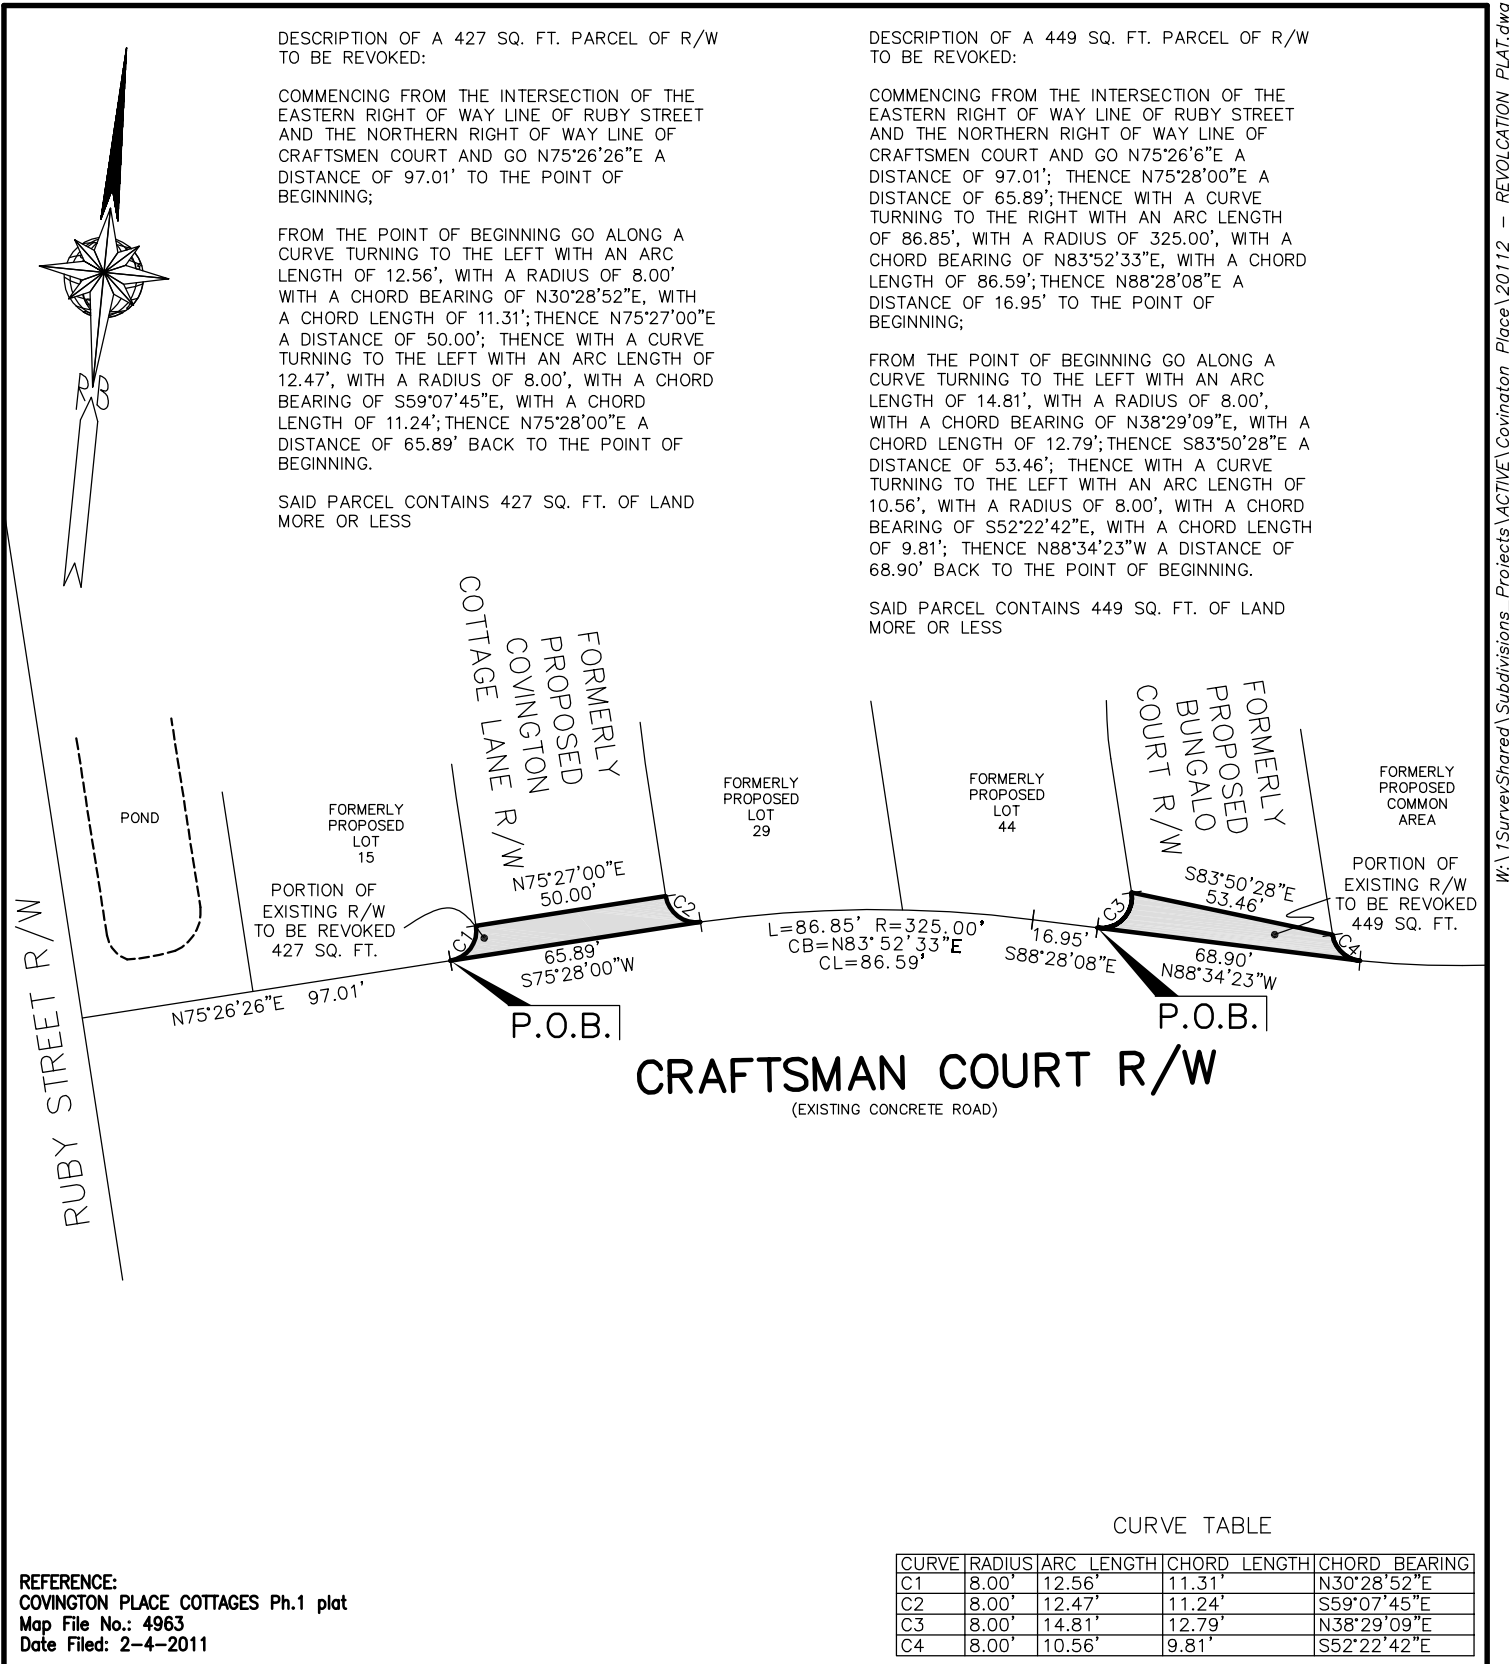 DESCRIPTION OF A 427 SQ. FT. PARCEL OF R/W
TO BE REVOKED:
COMMENCING FROM THE INTERSECTION OF THE
EASTERN RIGHT OF WAY LINE OF RUBY STREET
AND THE NORTHERN RIGHT OF WAY LINE OF
CRAFTSMEN COURT AND GO N75°26'26"E A
DISTANCE OF 97.01' TO THE POINT OF
BEGINNING;
FROM THE POINT OF BEGINNING GO ALONG A
CURVE TURNING TO THE LEFT WITH AN ARC
LENGTH OF 12.56', WITH A RADIUS OF 8.00'
WITH A CHORD BEARING OF N30°28'52"E, WITH
A CHORD LENGTH OF 11.31'; THENCE N75°27'00"E
A DISTANCE OF 50.00'; THENCE WITH A CURVE
TURNING TO THE LEFT WITH AN ARC LENGTH OF
12.47', WITH A RADIUS OF 8.00', WITH A CHORD
BEARING OF S59°07'45"E, WITH A CHORD
LENGTH OF 11.24'; THENCE N75°28'00"E A
DISTANCE OF 65.89' BACK TO THE POINT OF
BEGINNING.
SAID PARCEL CONTAINS 427 SQ. FT. OF LAND
MORE OR LESS
DESCRIPTION OF A 449 SQ. FT. PARCEL OF R/W
TO BE REVOKED:
COMMENCING FROM THE INTERSECTION OF THE
EASTERN RIGHT OF WAY LINE OF RUBY STREET
AND THE NORTHERN RIGHT OF WAY LINE OF
CRAFTSMEN COURT AND GO N75°26'6"E A
DISTANCE OF 97.01'; THENCE N75°28'00"E A
DISTANCE OF 65.89'; THENCE WITH A CURVE
TURNING TO THE RIGHT WITH AN ARC LENGTH
OF 86.85', WITH A RADIUS OF 325.00', WITH A
CHORD BEARING OF N83°52'33"E, WITH A CHORD
LENGTH OF 86.59'; THENCE N88°28'08"E A
DISTANCE OF 16.95' TO THE POINT OF
BEGINNING;
FROM THE POINT OF BEGINNING GO ALONG A
CURVE TURNING TO THE LEFT WITH AN ARC
LENGTH OF 14.81', WITH A RADIUS OF 8.00',
WITH A CHORD BEARING OF N38°29'09"E, WITH A
CHORD LENGTH OF 12.79'; THENCE S83°50'28"E A
DISTANCE OF 53.46'; THENCE WITH A CURVE
TURNING TO THE LEFT WITH AN ARC LENGTH OF
10.56', WITH A RADIUS OF 8.00', WITH A CHORD
BEARING OF S52°22'42"E, WITH A CHORD LENGTH
OF 9.81'; THENCE N88°34'23"W A DISTANCE OF
68.90' BACK TO THE POINT OF BEGINNING.
SAID PARCEL CONTAINS 449 SQ. FT. OF LAND
MORE OR LESS
W:\1SurveyShared\Subdivisions Projects\ACTIVE\Covington Place\20112 - REVOLCATION PLAT.dwg
RB
FORMERLY
PROPOSED
COVINGTON
COTTAGE LANE R/W
FORMERLY
PROPOSED
BUNGALO
COURT R/W
POND
FORMERLY
PROPOSED
LOT
15
FORMERLY
PROPOSED
LOT
29
FORMERLY
PROPOSED
LOT
44
FORMERLY
PROPOSED
COMMON
AREA
PORTION OF
EXISTING R/W
TO BE REVOKED
427 SQ. FT.
PORTION OF
EXISTING R/W
TO BE REVOKED
449 SQ. FT.
N75°27'00"E
50.00'
C1
C2
65.89'
S75°28'00"W
L=86.85' R=325.00'
CB=N83°52'33"E
CL=86.59'
16.95'
S88°28'08"E
C3
S83°50'28"E
53.46'
C4
68.90'
N88°34'23"W
N75°26'26"E 97.01'
P.O.B.
P.O.B.
RUBY STREET R/W
CRAFTSMAN COURT R/W
(EXISTING CONCRETE ROAD)
REFERENCE:
COVINGTON PLACE COTTAGES Ph.1 plat
Map File No.: 4963
Date Filed: 2-4-2011
CURVE TABLE
CURVE RADIUS ARC LENGTH CHORD LENGTH CHORD BEARING
C1 8.00' 12.56' 11.31' N30°28'52"E
C2 8.00' 12.47' 11.24' S59°07'45"E
C3 8.00' 14.81' 12.79' N38°29'09"E
C4 8.00' 10.56' 9.81' S52°22'42"E